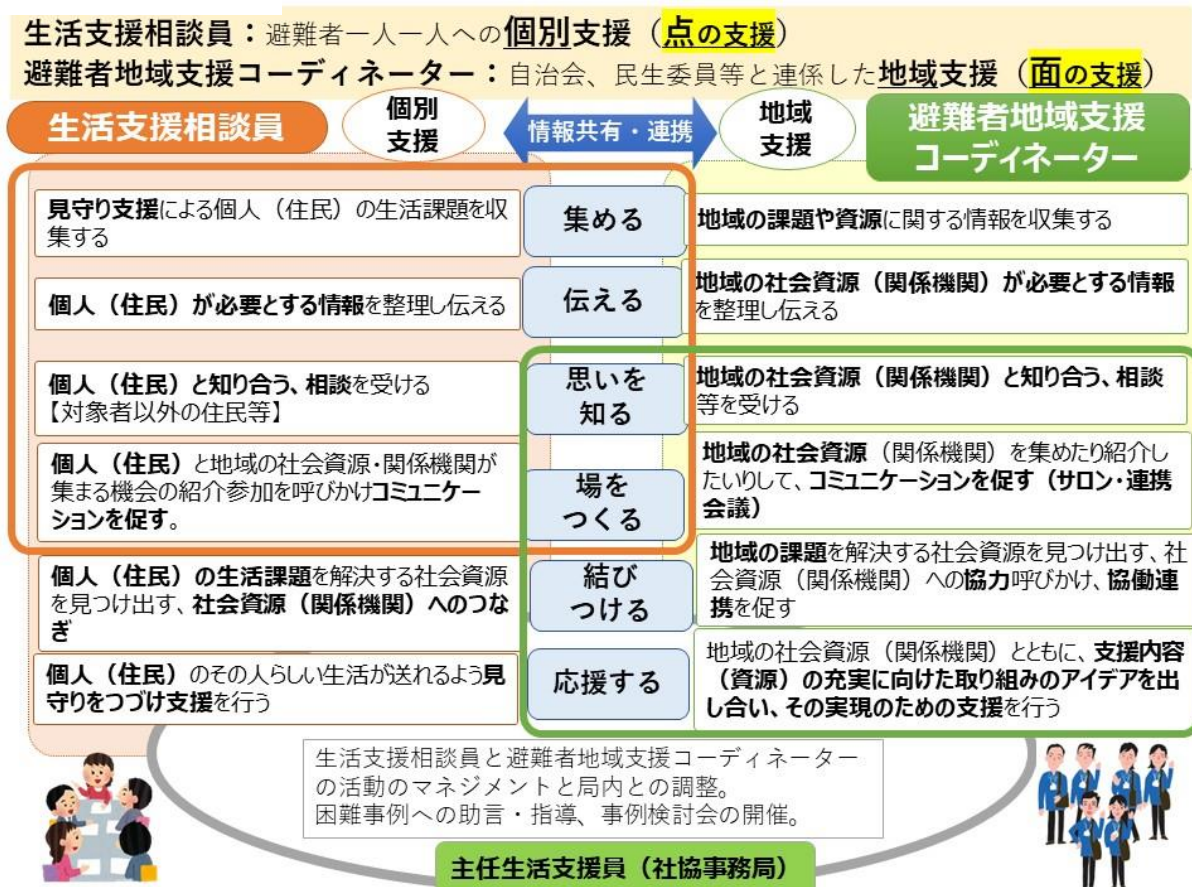 生活支援相談員：避難者一人一人への個別支援（点の支援）
避難者地域支援コーディネーター：自治会、民生委員等と連係した地域支援（面の支援）
生活支援相談員
個別
支援
情報共有・連携
地域
支援
避難者地域支援
コーディネーター
見守り支援による個人（住民）の生活課題を収
集する
集める
地域の課題や資源に関する情報を収集する
個人（住民）が必要とする情報を整理し伝える
伝える
地域の社会資源（関係機関）が必要とする情報
を整理し伝える
個人（住民）と知り合う、相談を受ける
【対象者以外の住民等】
思いを
知る
地域の社会資源（関係機関）と知り合う、相談
等を受ける
個人（住民）と地域の社会資源・関係機関が
集まる機会の紹介参加を呼びかけコミュニケー
ションを促す。
場を
つくる
地域の社会資源（関係機関）を集めたり紹介し
たいりして、コミュニケーションを促す（サロン・連携
会議）
個人（住民）の生活課題を解決する社会資源
を見つけ出す、社会資源（関係機関）へのつな
ぎ
結び
つける
地域の課題を解決する社会資源を見つけ出す、社
会資源（関係機関）への協力呼びかけ、協働連
携を促す
個人（住民）のその人らしい生活が送れるよう見
守りをつづけ支援を行う
応援する
地域の社会資源（関係機関）とともに、支援内容
（資源）の充実に向けた取り組みのアイデアを出
し合い、その実現のための支援を行う
生活支援相談員と避難者地域支援コーディネーター
の活動のマネジメントと局内との調整。
困難事例への助言・指導、事例検討会の開催。
主任生活支援員（社協事務局）